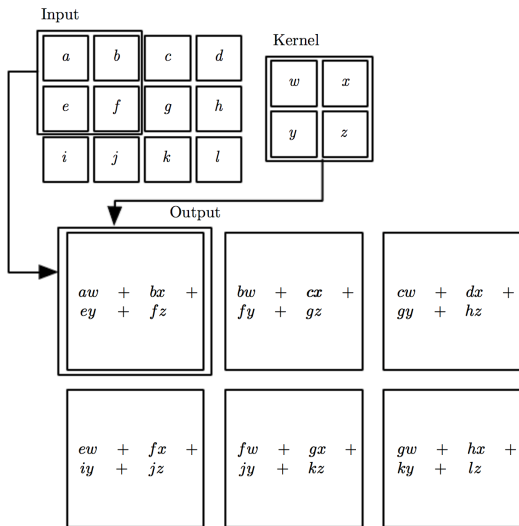 Input
a b c d
Kernel
w x
e f g h
y z
i j k l
Output
aw + bx +
ey + fz
bw + cx +
fy + gz
cw + dx +
gy + hz
ew + fx +
iy + jz
fw + gx +
jy + kz
gw + hx +
ky + lz